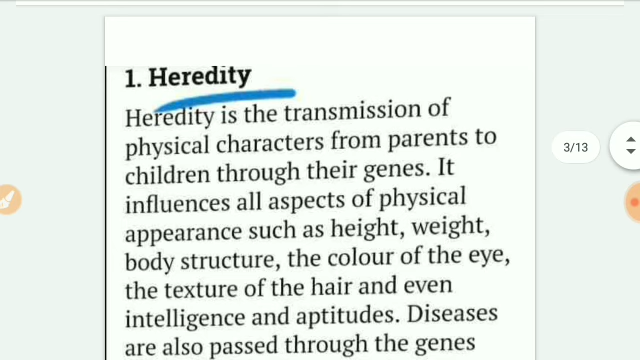 1. Heredity
Heredity is the transmission of
physical characters from parents to
children through their genes. It
influences all aspects of physical
appearance such as height, weight,
body structure, the colour of the eye,
the texture of the hair and even
intelligence and aptitudes. Diseases
are also passed through the genes
3/13